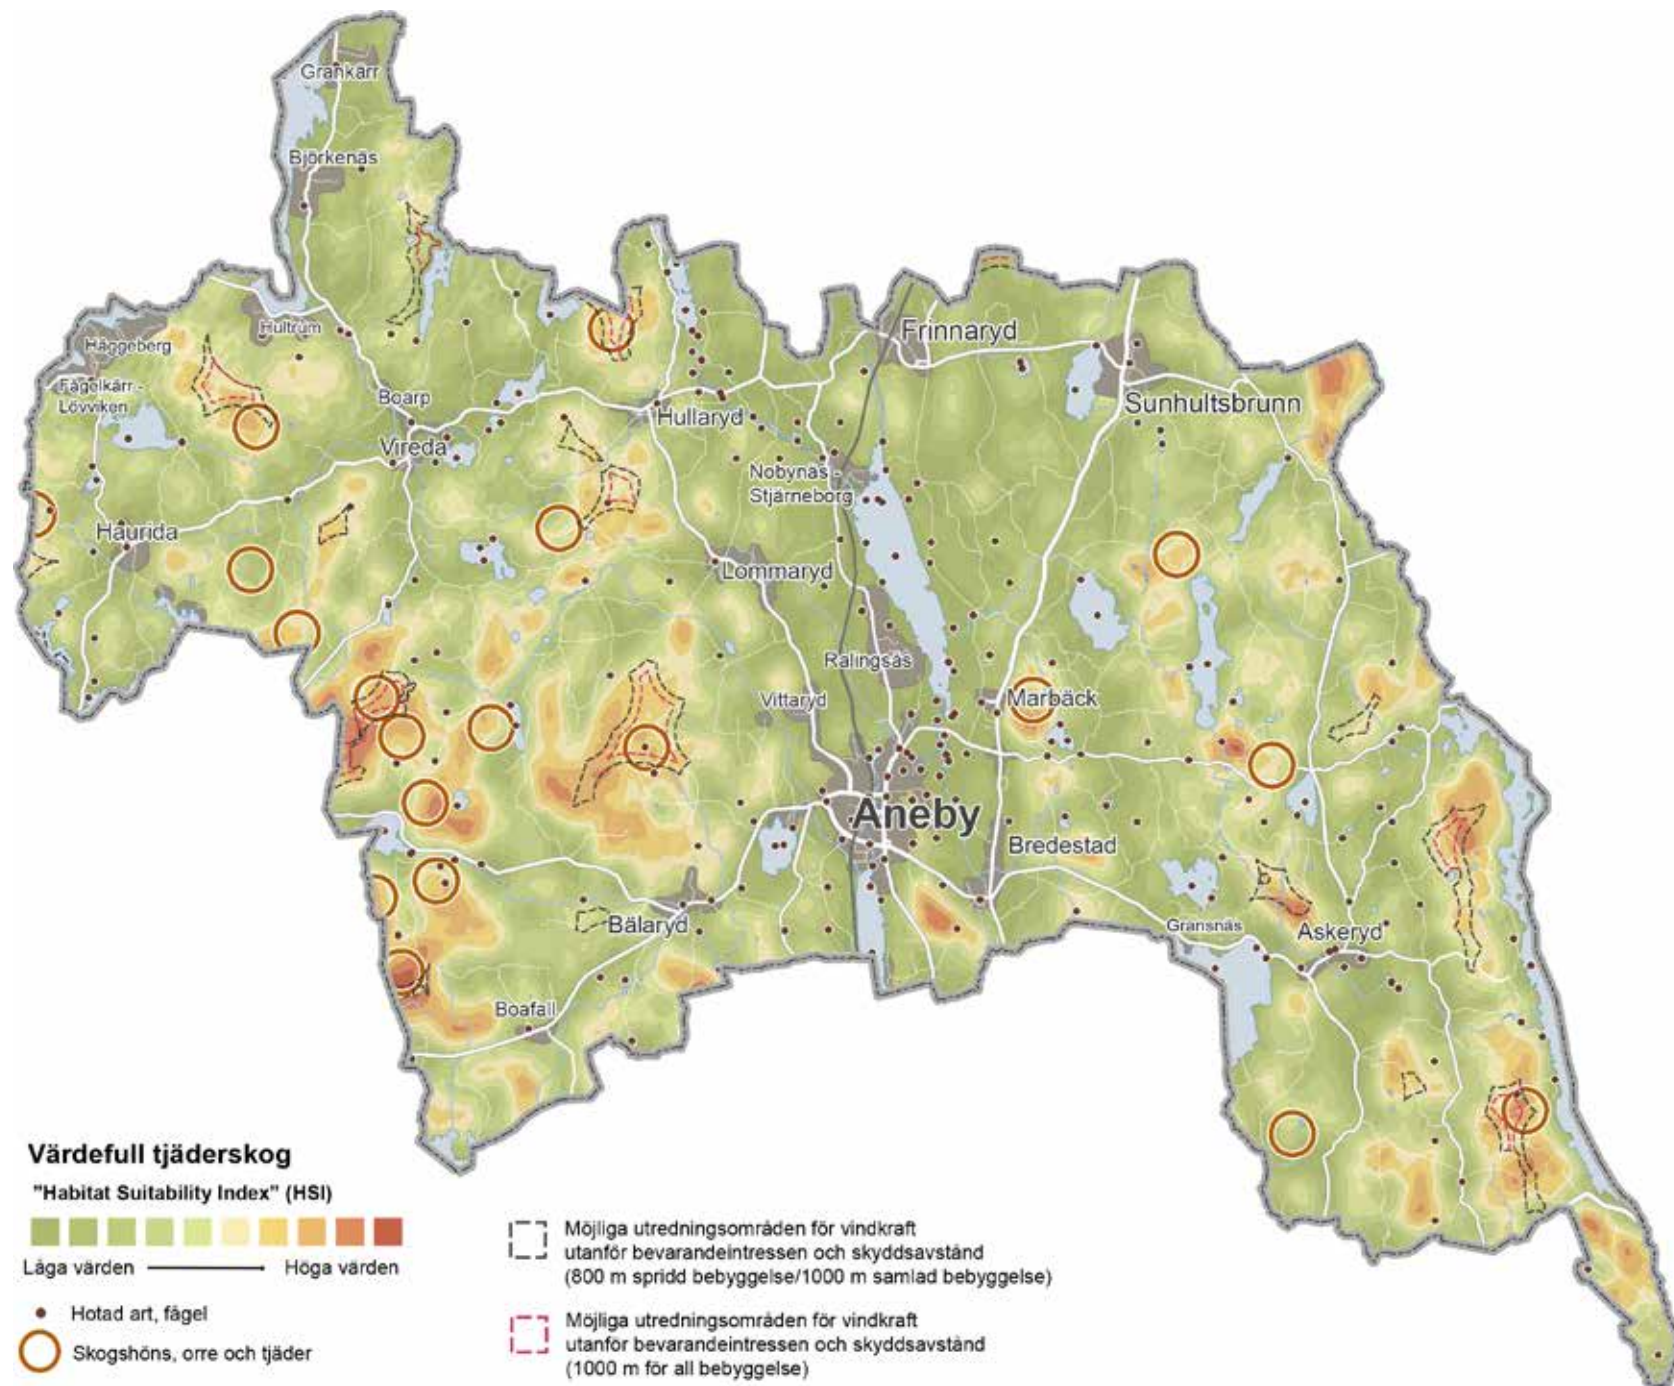 Grankärr
Björkenäs
Hultrum
Häggeberg
Fågelkärr -
Lövviken
Boarp
Vireda
Haurida
Hullaryd
Frinnaryd
Sunhultsbrunn
Nobynäs -
Stjärneborg
Lommaryd
Ralingsås
Vittaryd
Marbäck
Aneby
Bredestad
Bälaryd
Gransnäs
Askeryd
Boafall
Värdefull tjäderskog
"Habitat Suitability Index" (HSI)
Låga värden
Höga värden
Hotad art, fågel
Skogshöns, orre och tjäder
Möjliga utredningsområden för vindkraft
utanför bevarandeintressen och skyddsavstånd
(800 m spridd bebyggelse/1000 m samlad bebyggelse)
Möjliga utredningsområden för vindkraft
utanför bevarandeintressen och skyddsavstånd
(1000 m för all bebyggelse)